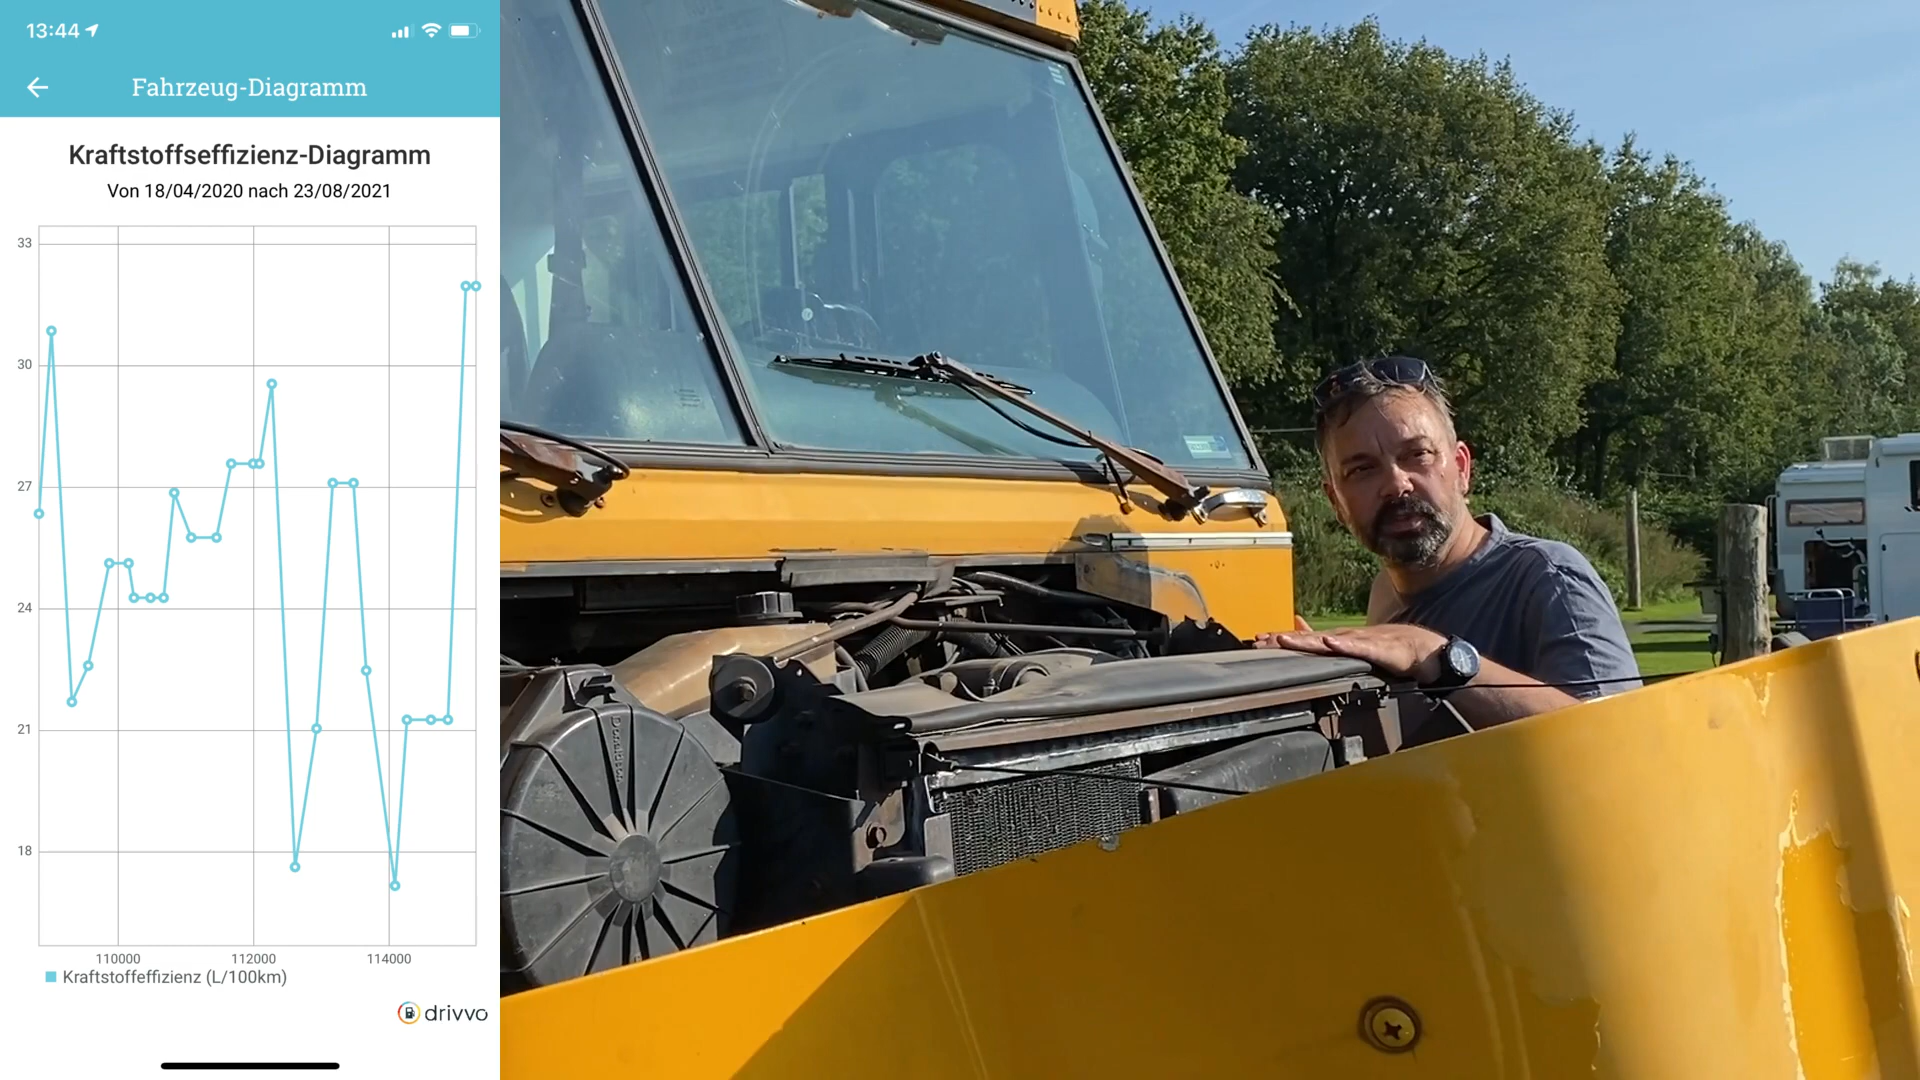 13:44
Fahrzeug-Diagramm
Kraftstoffseffizienz-Diagramm
Von 18/04/2020 nach 23/08/2021
33
30
27
24
21
18
110000 112000 114000
Kraftstoffeffizienz (L/100km)
drivvo